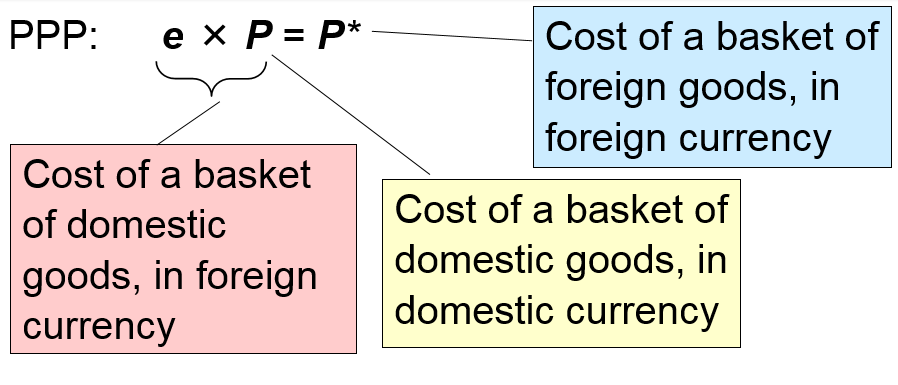 PPP: e × P = P*
Cost of a basket of
foreign goods, in
foreign currency
Cost of a basket
of domestic
goods, in foreign
currency
Cost of a basket of
domestic goods, in
domestic currency